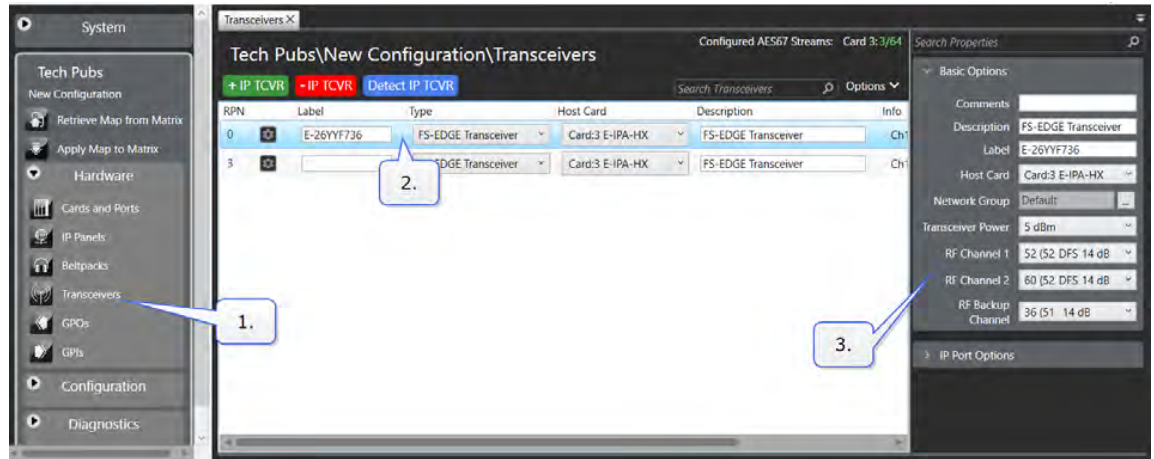 System
Tech Pubs
New Configuration
Retrieve Map from Matrix
Apply Map to Matrix
Hardware
Cards and Ports
IP Panels
Beltpacks
Transceivers
GPOs
GPIs
Configuration
Diagnostics
1.
Transceivers X
Tech Pubs\New Configuration\Transceivers
Configured AES67 Streams: Card 3:3/64
+ IP TCVR - IP TCVR Detect IP TCVR Search Transceivers Options
RPN Label Type Host Card Description Info
0 E-26YYF736 FS-EDGE Transceiver Card:3 E-IPA-HX FS-EDGE Transceiver Ch
3 EDGE Transceiver Card:3 E-IPA-HX FS-EDGE Transceiver Ch
2.
3.
Search Properties
Basic Options
Comments
Description FS-EDGE Transceiver
Label E-26YYF736
Host Card Card:3 E-IPA-HX
Network Group Default ...
Transceiver Power 5 dBm
RF Channel 1 52 (52 DFS 14 dB
RF Channel 2 60 (52 DFS 14 dB
RF Backup
Channel 36 (51 14 dB
IP Port Options